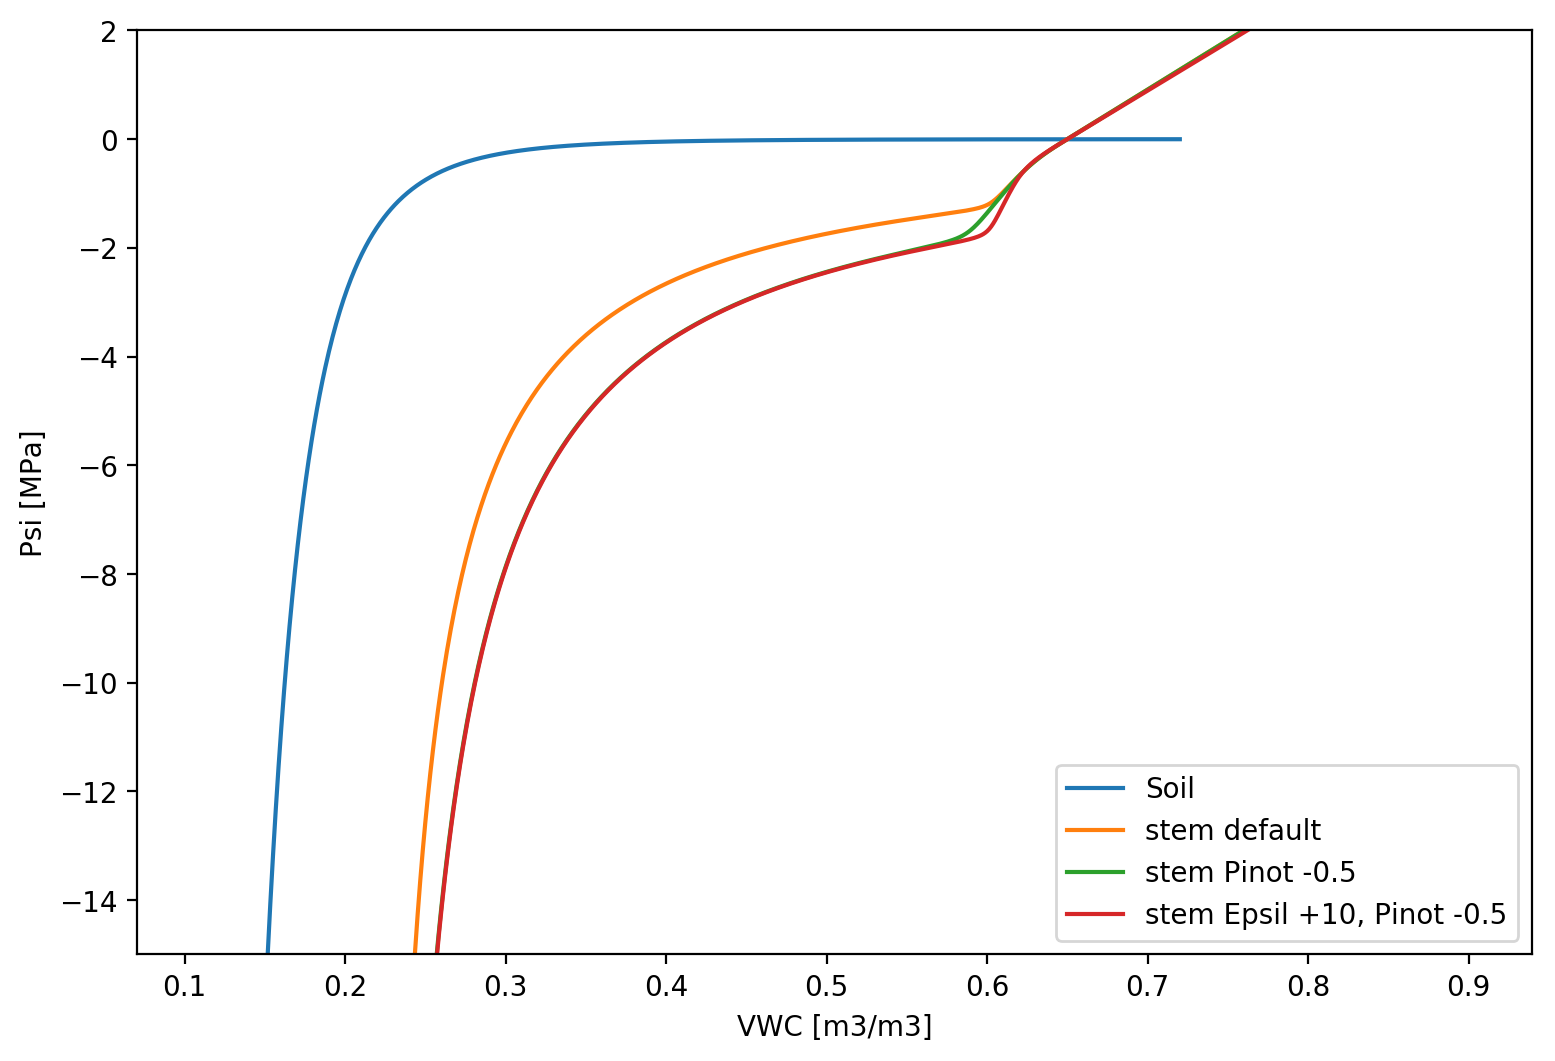 2
0
−2
−4
−6
−8
−10
−12
−14
Psi [MPa]
0.1 0.2 0.3 0.4 0.5 0.6 0.7 0.8 0.9
VWC [m3/m3]
Soil
stem default
stem Pinot -0.5
stem Epsil +10, Pinot -0.5